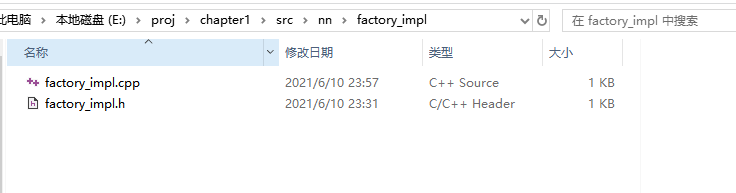 此电脑 > 本地磁盘 (E:) > proj > chapter1 > src > nn > factory_impl
在 factory_impl 中搜索
名称 修改日期 类型 大小
factory_impl.cpp 2021/6/10 23:57 C++ Source 1 KB
factory_impl.h 2021/6/10 23:31 C/C++ Header 1 KB